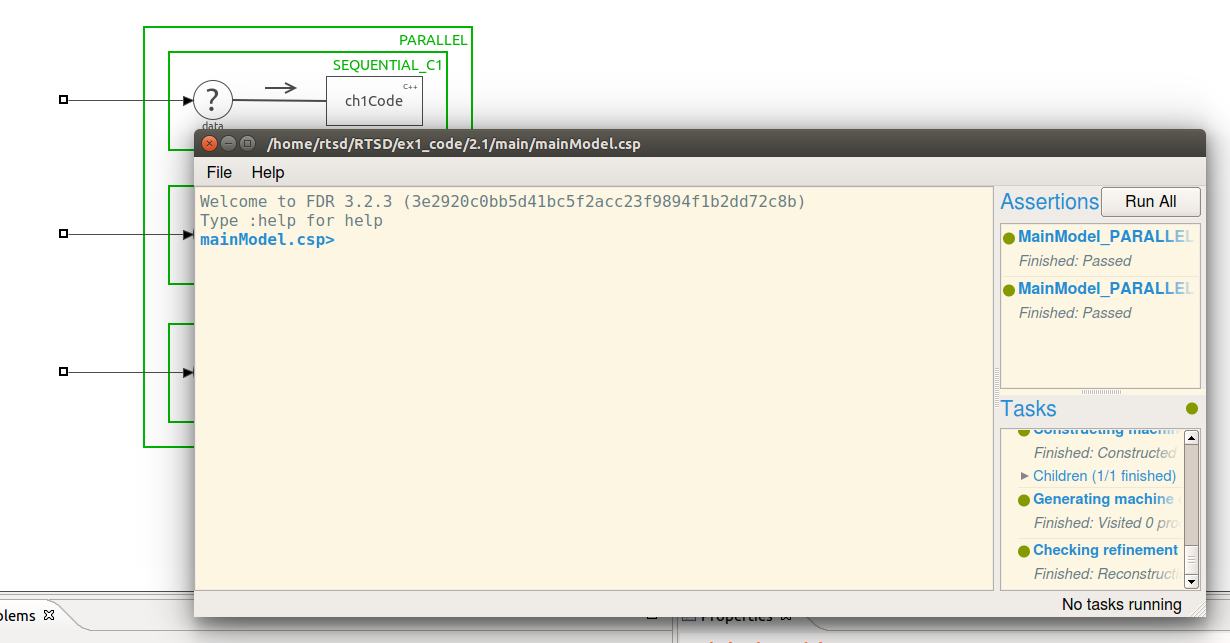 PARALLEL
SEQUENTIAL_C1
?
C++
ch1Code
data
/home/rtsd/RTSD/ex1_code/2.1/main/mainModel.csp
File Help
Welcome to FDR 3.2.3 (3e2920c0bb5d41bc5f2acc23f9894f1b2dd72c8b)
Type :help for help
mainModel.csp>
Assertions Run All
MainModel_PARALLEL
Finished: Passed
MainModel_PARALLEL
Finished: Passed
Tasks
Constructing machin
Finished: Constructed
Children (1/1 finished)
Generating machine
Finished: Visited 0 pro
Checking refinement
Finished: Reconstructi
No tasks running
olems
Properties